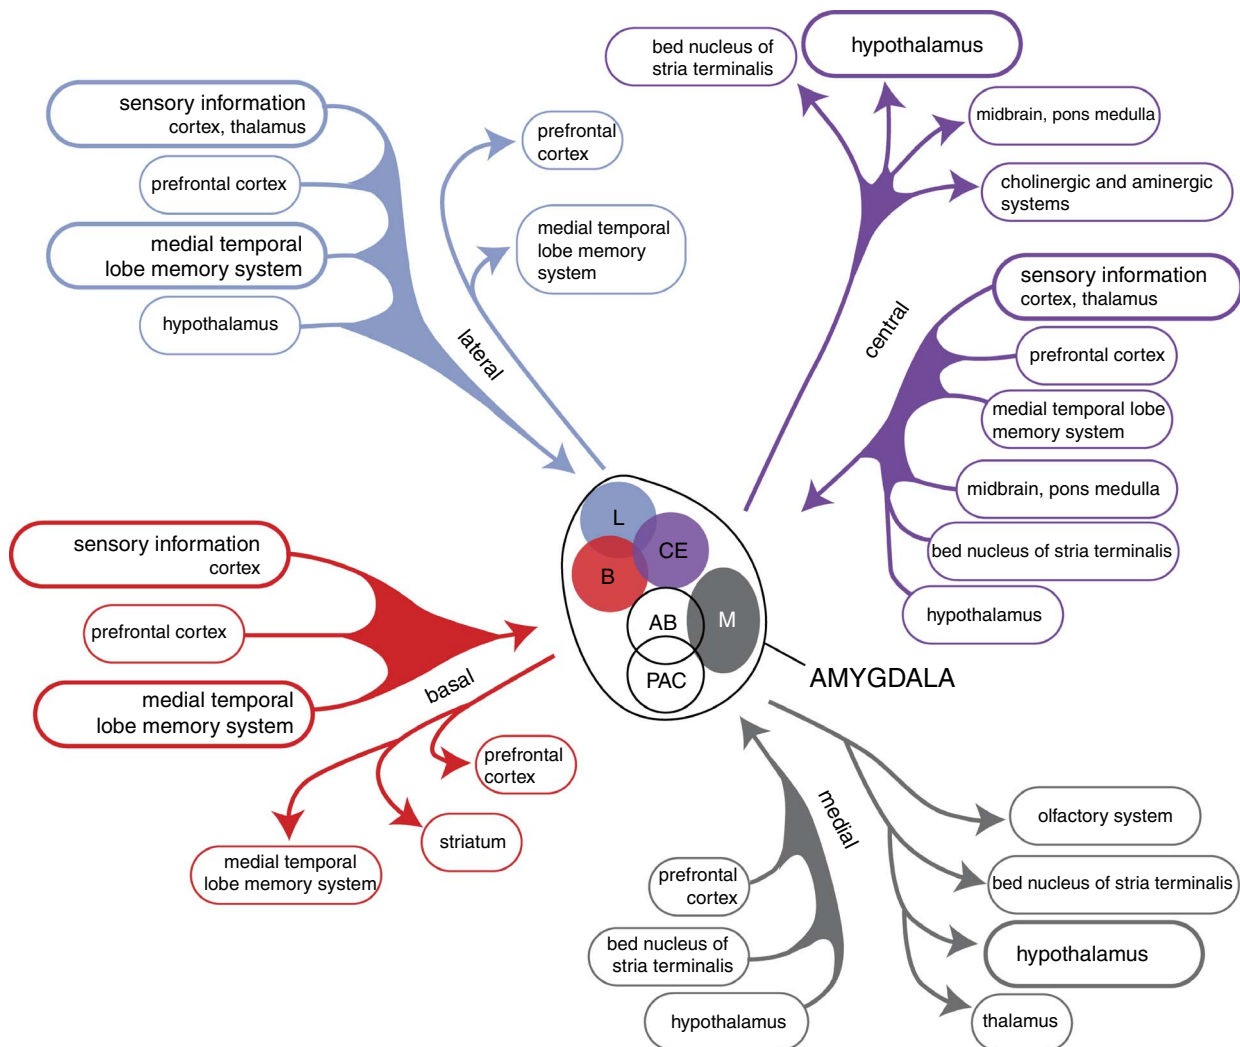 bed nucleus of
stria terminalis
hypothalamus
sensory information
cortex, thalamus
prefrontal cortex
medial temporal
lobe memory system
hypothalamus
prefrontal
cortex
medial temporal
lobe memory
system
lateral
midbrain, pons medulla
cholinergic and aminergic
systems
central
sensory information
cortex, thalamus
prefrontal cortex
medial temporal lobe
memory system
midbrain, pons medulla
bed nucleus of stria terminalis
hypothalamus
L
CE
B
AB
M
PAC
AMYGDALA
sensory information
cortex
prefrontal cortex
medial temporal
lobe memory system
basal
prefrontal
cortex
striatum
medial temporal
lobe memory system
medial
prefrontal
cortex
bed nucleus of
stria terminalis
hypothalamus
olfactory system
bed nucleus of stria terminalis
hypothalamus
thalamus